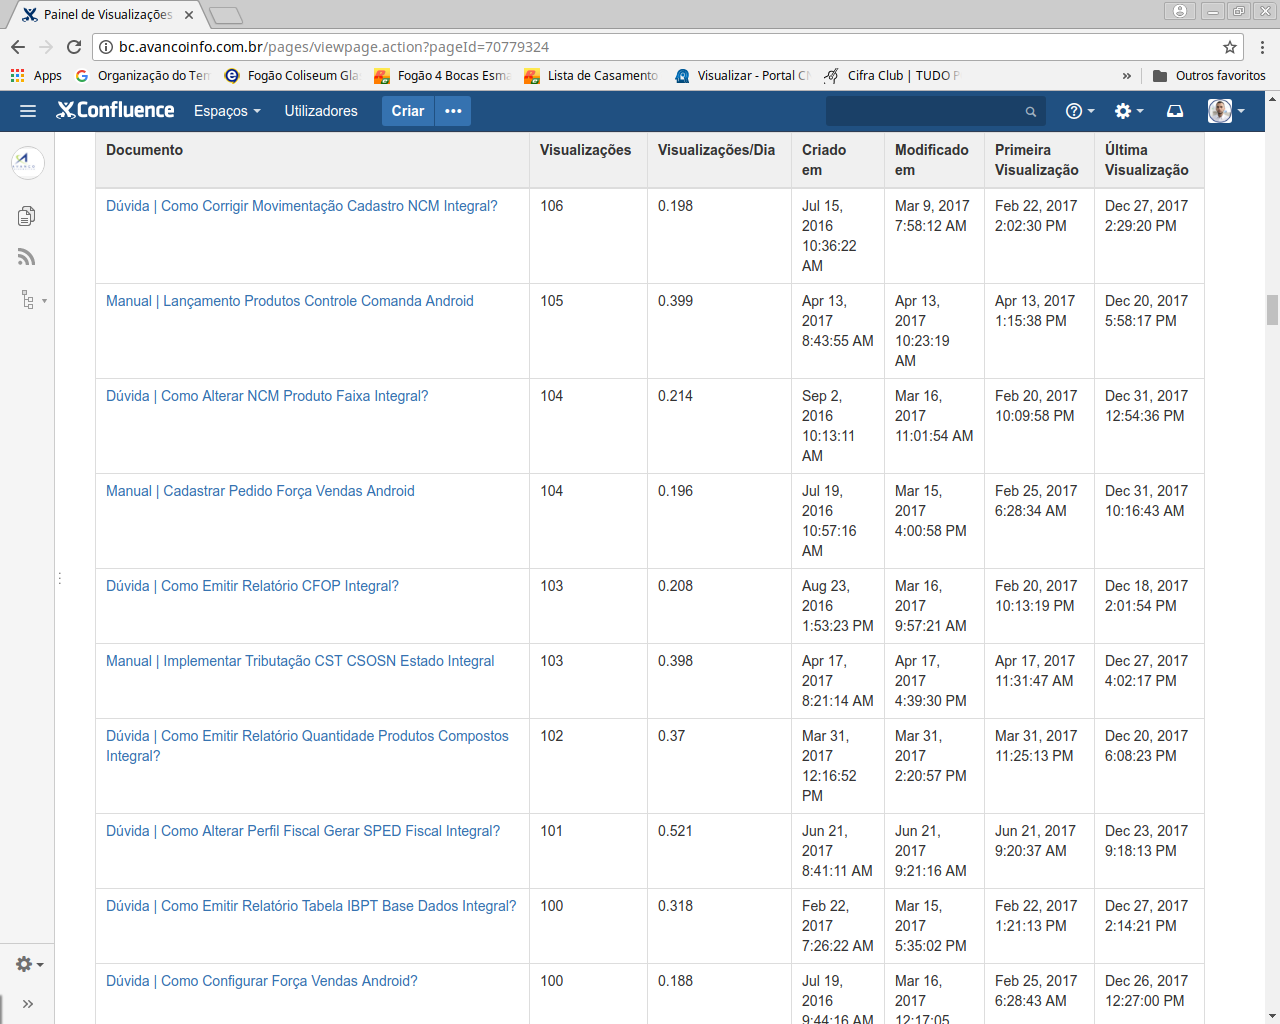 Painel de Visualizações
bc.avancoinfo.com.br/pages/viewpage.action?pageId=70779324
Apps
Organização do Ter
Fogão Coliseum Gla
Fogão 4 Bocas Esma
Lista de Casamento
Visualizar - Portal C
Cifra Club | TUDO P
»
Outros favoritos
Confluence
Espaços
Utilizadores
Criar
Documento
Visualizações
Visualizações/Dia
Criado em
Modificado em
Primeira Visualização
Última Visualização
Dúvida | Como Corrigir Movimentação Cadastro NCM Integral?
106
0.198
Jul 15, 2016 10:36:22 AM
Mar 9, 2017 7:58:12 AM
Feb 22, 2017 2:02:30 PM
Dec 27, 2017 2:29:20 PM
Manual | Lançamento Produtos Controle Comanda Android
105
0.399
Apr 13, 2017 8:43:55 AM
Apr 13, 2017 10:23:19 AM
Apr 13, 2017 1:15:38 PM
Dec 20, 2017 5:58:17 PM
Dúvida | Como Alterar NCM Produto Faixa Integral?
104
0.214
Sep 2, 2016 10:13:11 AM
Mar 16, 2017 11:01:54 AM
Feb 20, 2017 10:09:58 PM
Dec 31, 2017 12:54:36 PM
Manual | Cadastrar Pedido Força Vendas Android
104
0.196
Jul 19, 2016 10:57:16 AM
Mar 15, 2017 4:00:58 PM
Feb 25, 2017 6:28:34 AM
Dec 31, 2017 10:16:43 AM
Dúvida | Como Emitir Relatório CFOP Integral?
103
0.208
Aug 23, 2016 1:53:23 PM
Mar 16, 2017 9:57:21 AM
Feb 20, 2017 10:13:19 PM
Dec 18, 2017 2:01:54 PM
Manual | Implementar Tributação CST CSOSN Estado Integral
103
0.398
Apr 17, 2017 8:21:14 AM
Apr 17, 2017 4:39:30 PM
Apr 17, 2017 11:31:47 AM
Dec 27, 2017 4:02:17 PM
Dúvida | Como Emitir Relatório Quantidade Produtos Compostos Integral?
102
0.37
Mar 31, 2017 12:16:52 PM
Mar 31, 2017 2:20:57 PM
Mar 31, 2017 11:25:13 PM
Dec 20, 2017 6:08:23 PM
Dúvida | Como Alterar Perfil Fiscal Gerar SPED Fiscal Integral?
101
0.521
Jun 21, 2017 8:41:11 AM
Jun 21, 2017 9:21:16 AM
Jun 21, 2017 9:20:37 AM
Dec 23, 2017 9:18:13 PM
Dúvida | Como Emitir Relatório Tabela IBPT Base Dados Integral?
100
0.318
Feb 22, 2017 7:26:22 AM
Mar 15, 2017 5:35:02 PM
Feb 22, 2017 1:21:13 PM
Dec 27, 2017 2:14:21 PM
Dúvida | Como Configurar Força Vendas Android?
100
0.188
Jul 19, 2016 9:44:16 AM
Mar 16, 2017 12:17:05
Feb 25, 2017 6:28:43 AM
Dec 26, 2017 12:27:00 PM